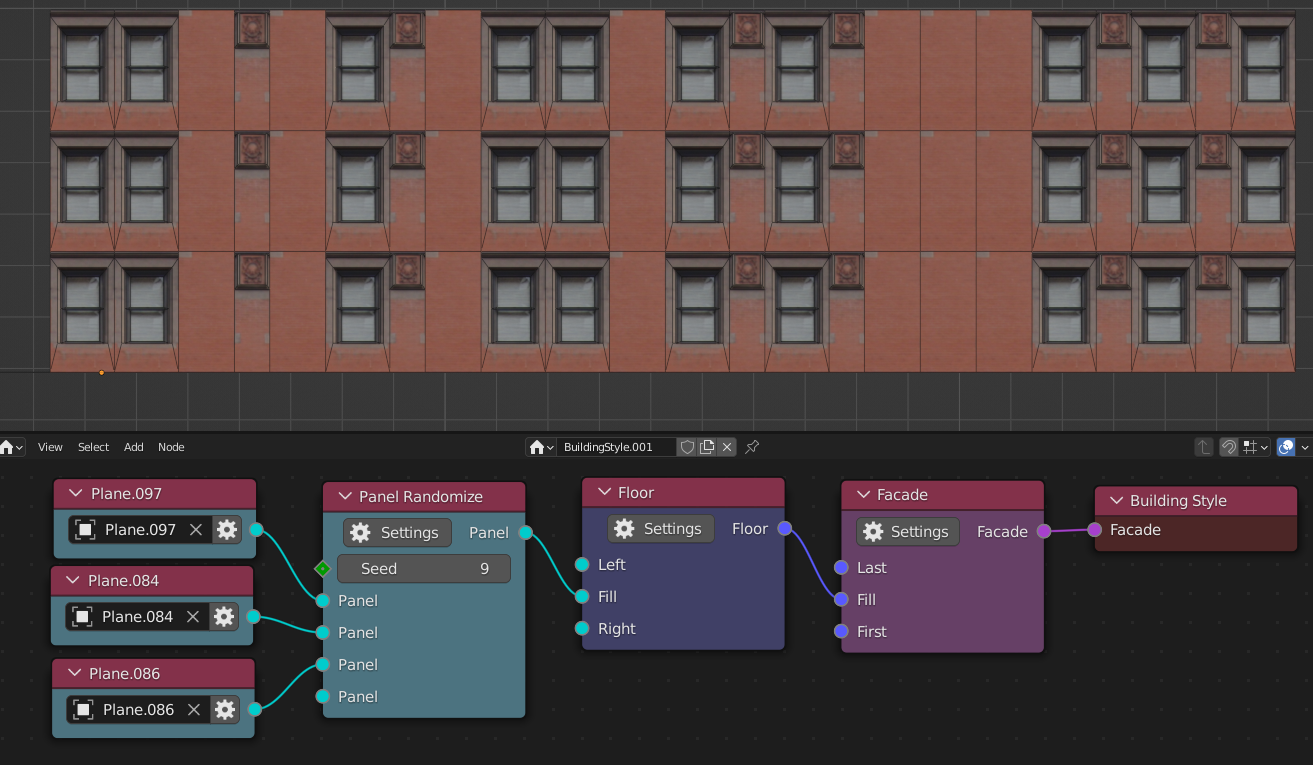 View Select Add Node BuildingStyle.001
Plane.097
Plane.097
Plane.084
Plane.084
Plane.086
Plane.086
Panel Randomize
Settings Panel
Seed 9
Panel
Panel
Panel
Panel
Floor
Settings Floor
Left
Fill
Right
Facade
Settings Facade
Last
Fill
First
Building Style
Facade